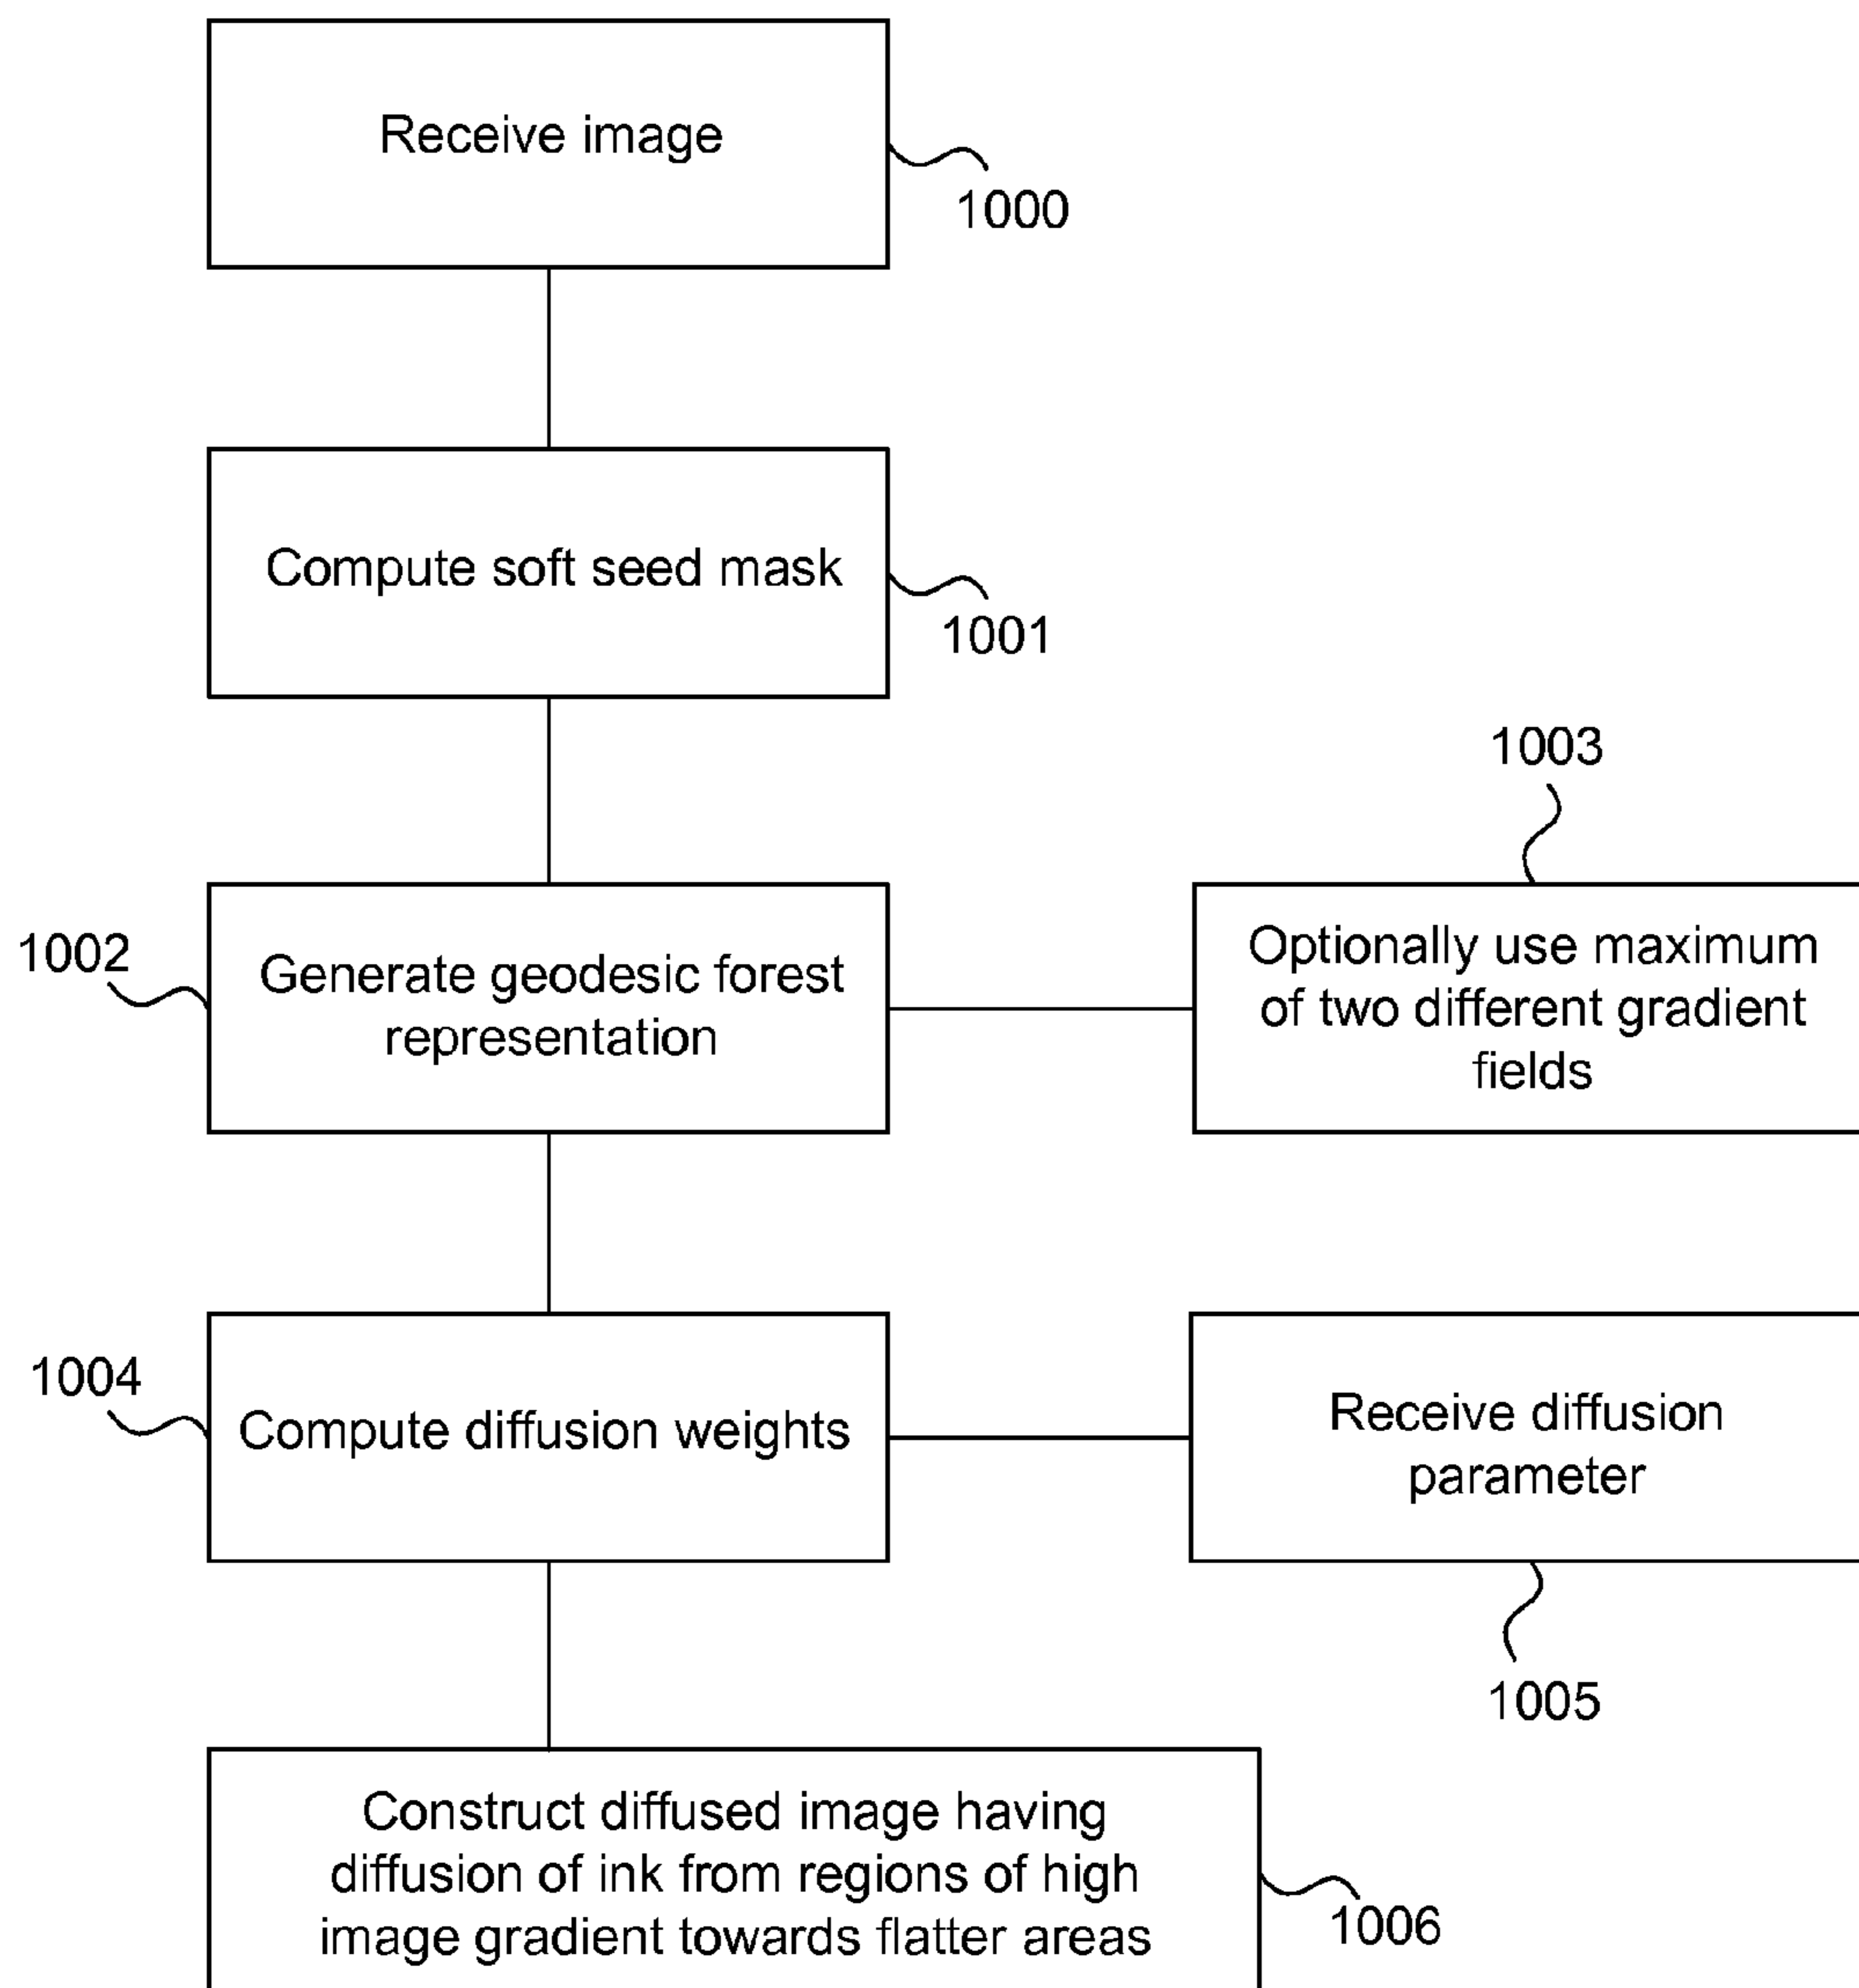 Receive image
1000
Compute soft seed mask
1001
1003
1002
Generate geodesic forest
representation
Optionally use maximum
of two different gradient
fields
1004
Compute diffusion weights
Receive diffusion
parameter
1005
Construct diffused image having
diffusion of ink from regions of high
image gradient towards flatter areas
1006